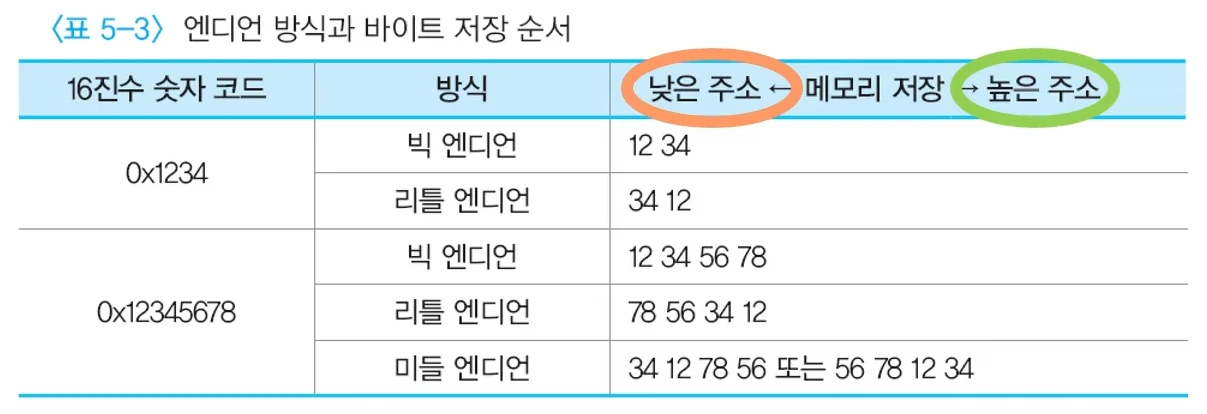 〈표 5-3〉 엔디언 방식과 바이트 저장 순서
16진수 숫자 코드 방식 낮은 주소 ← 메모리 저장 → 높은 주소
0x1234
빅 엔디언 12 34
리틀 엔디언 34 12
0x12345678
빅 엔디언 12 34 56 78
리틀 엔디언 78 56 34 12
미들 엔디언 34 12 78 56 또는 56 78 12 34